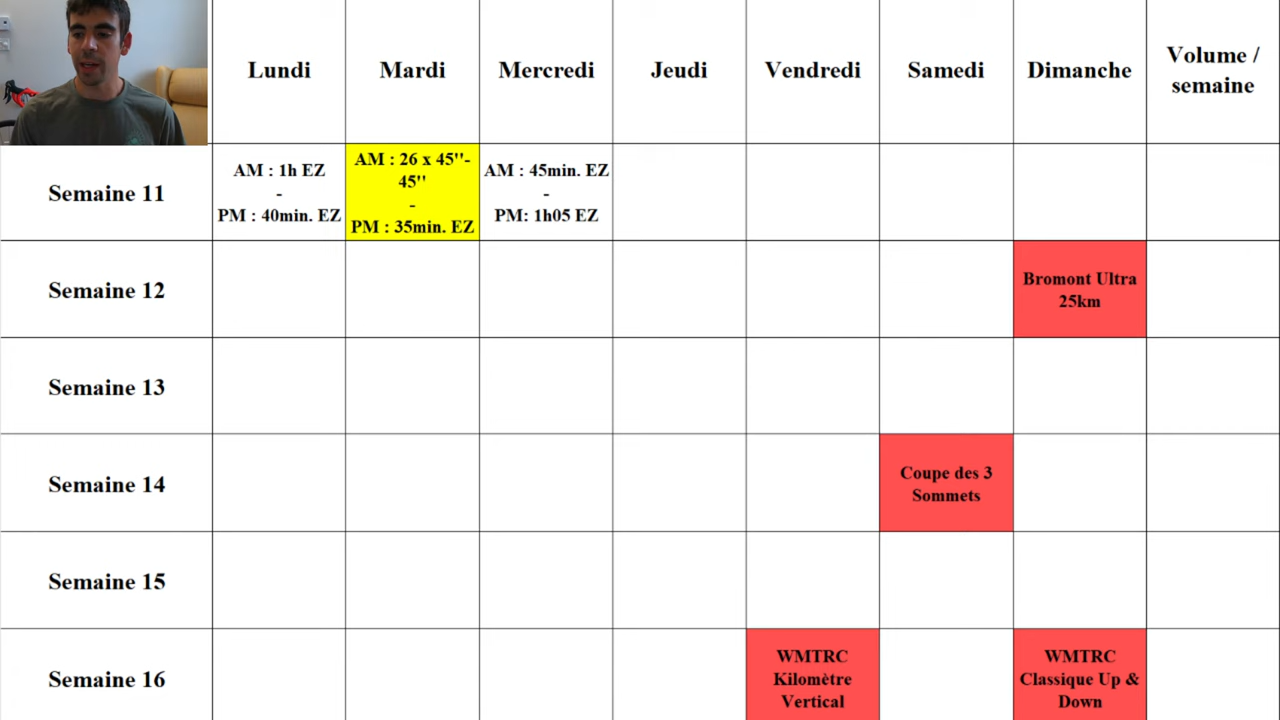 Lundi
Mardi
Mercredi
Jeudi
Vendredi
Samedi
Dimanche
Volume /
semaine
Semaine 11
AM : 1h EZ
-
PM : 40min. EZ
AM : 26 x 45''-
45''
-
PM : 35min. EZ
AM : 45min. EZ
-
PM: 1h05 EZ
Semaine 12
Bromont Ultra
25km
Semaine 13
Semaine 14
Coupe des 3
Sommets
Semaine 15
Semaine 16
WMTRC
Kilomètre
Vertical
WMTRC
Classique Up &
Down